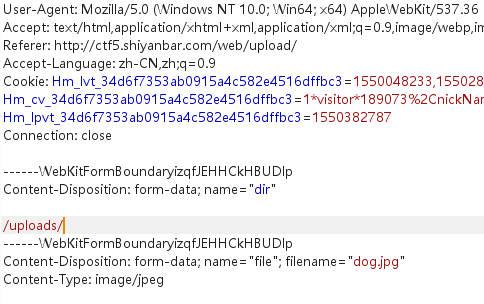 User-Agent: Mozilla/5.0 (Windows NT 10.0; Win64; x64) AppleWebKit/537.36
Accept: text/html,application/xhtml+xml,application/xml;q=0.9,image/webp,im
Referer: http://ctf5.shiyanbar.com/web/upload/
Accept-Language: zh-CN,zh;q=0.9
Cookie: Hm_lvt_34d6f7353ab0915a4c582e4516dffbc3=1550048233,155028
Hm_cv_34d6f7353ab0915a4c582e4516dffbc3=1*visitor*189073%2CnickNar
Hm_lpvt_34d6f7353ab0915a4c582e4516dffbc3=1550382787
Connection: close
------WebKitFormBoundaryizqfJEHHCkHBUDIp
Content-Disposition: form-data; name="dir"
/uploads/
------WebKitFormBoundaryizqfJEHHCkHBUDIp
Content-Disposition: form-data; name="file"; filename="dog.jpg"
Content-Type: image/jpeg